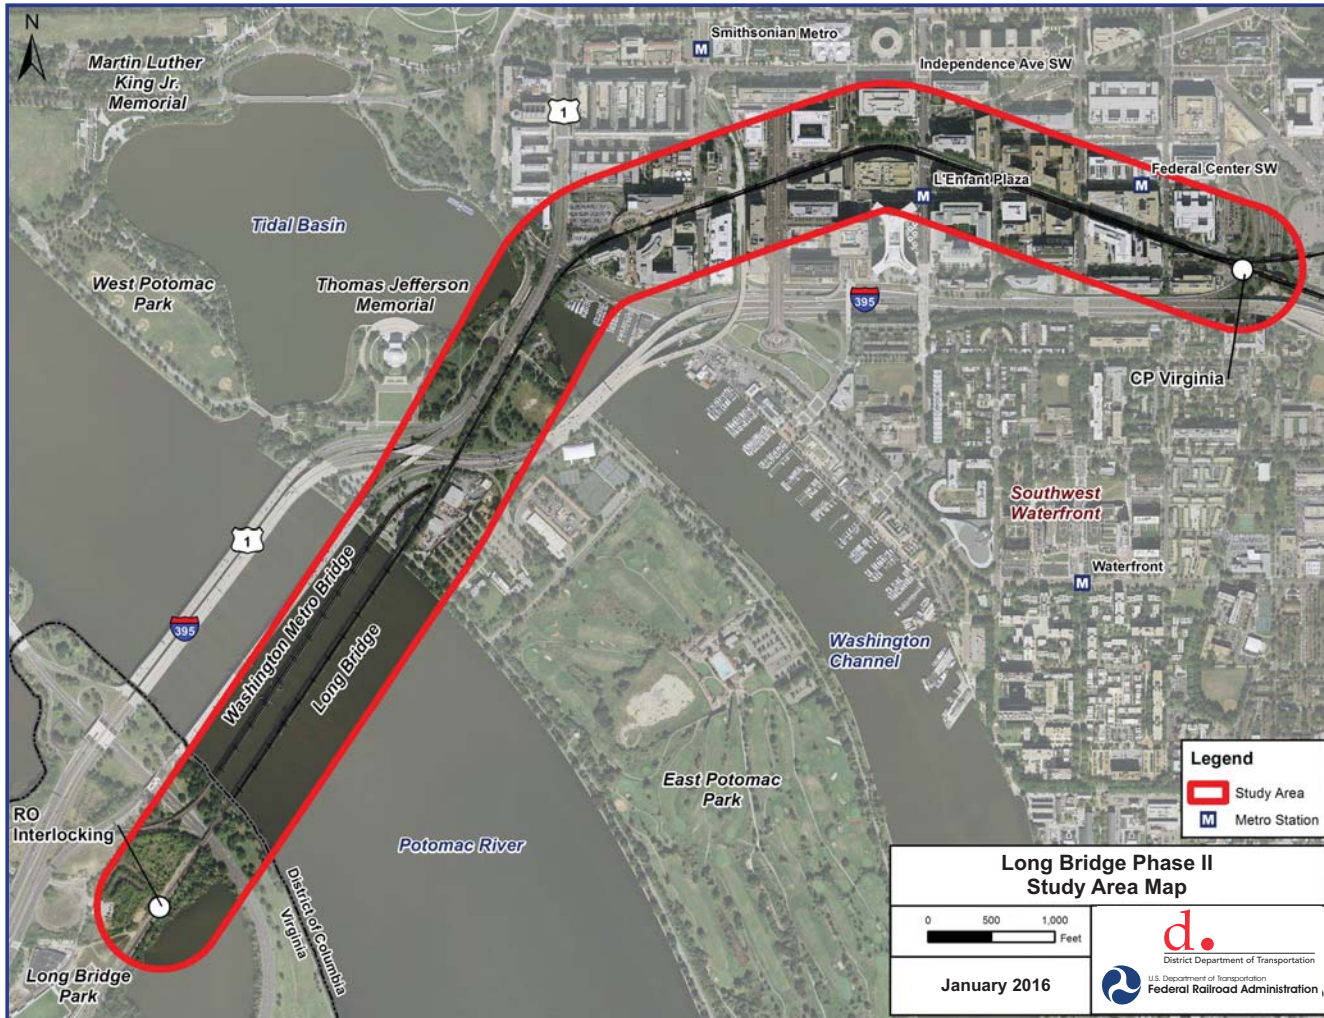 N
Martin Luther
King Jr.
Memorial
Smithsonian Metro
M
Independence Ave SW
1
Federal Center SW
M
L'Enfant Plaza
M
Tidal Basin
West Potomac
Park
Thomas Jefferson
Memorial
395
CP Virginia
Southwest
Waterfront
1
Waterfront
M
395
Washington Metro Bridge
Long Bridge
Washington
Channel
East Potomac
Park
RO
Interlocking
Potomac River
District of Columbia
Virginia
Long Bridge
Park
Legend
Study Area
M Metro Station
Long Bridge Phase II
Study Area Map
0 500 1,000
Feet
January 2016
d.
District Department of Transportation
U.S. Department of Transportation
Federal Railroad Administration